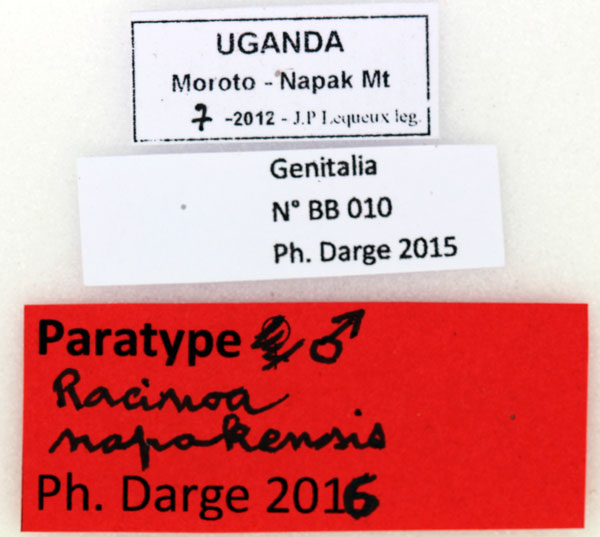 UGANDA
Moroto - Napak Mt
7 -2012 - J.P Lequeux leg.
Genitalia
N° BB 010
Ph. Darge 2015
Paratype ♂
Racinoa
napakensis
Ph. Darge 2016